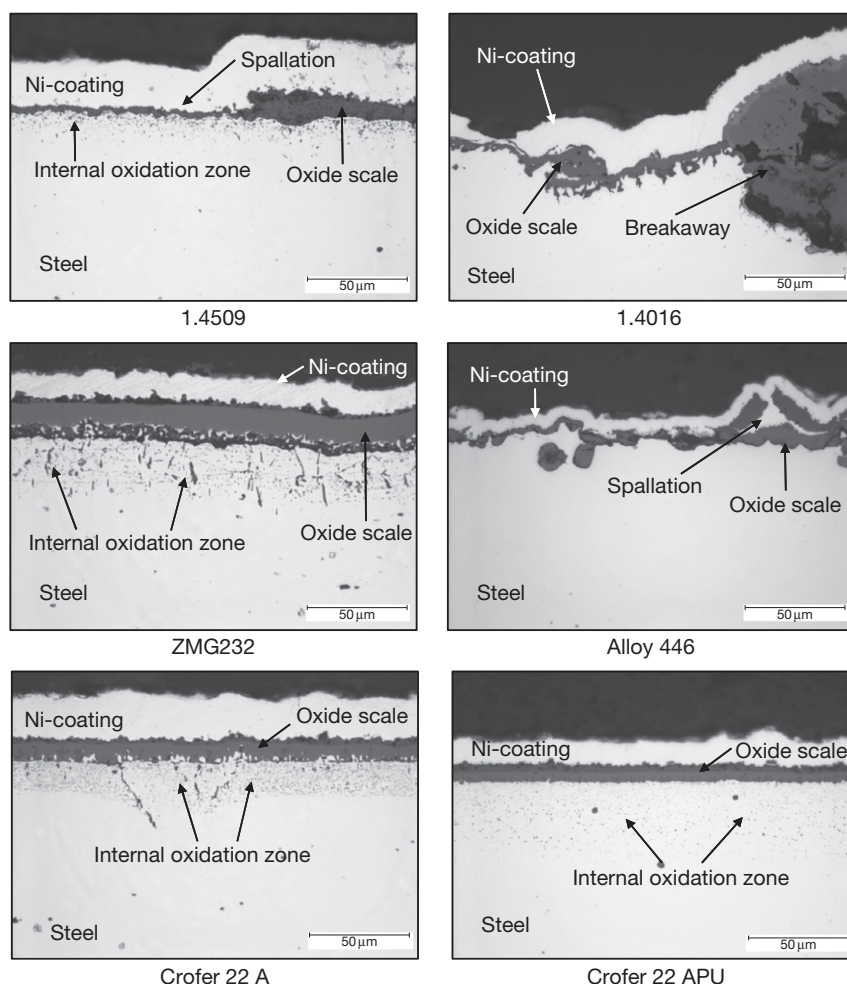 Ni-coating
Spallation
Internal oxidation zone
Oxide scale
Steel
50 μm
1.4509
Ni-coating
Oxide scale
Breakaway
Steel
50 μm
1.4016
Ni-coating
Oxide scale
Internal oxidation zone
Steel
50 μm
ZMG232
Ni-coating
Spallation
Oxide scale
Steel
50 μm
Alloy 446
Ni-coating
Oxide scale
Internal oxidation zone
Steel
50 μm
Crofer 22 A
Ni-coating
Oxide scale
Internal oxidation zone
Steel
50 μm
Crofer 22 APU